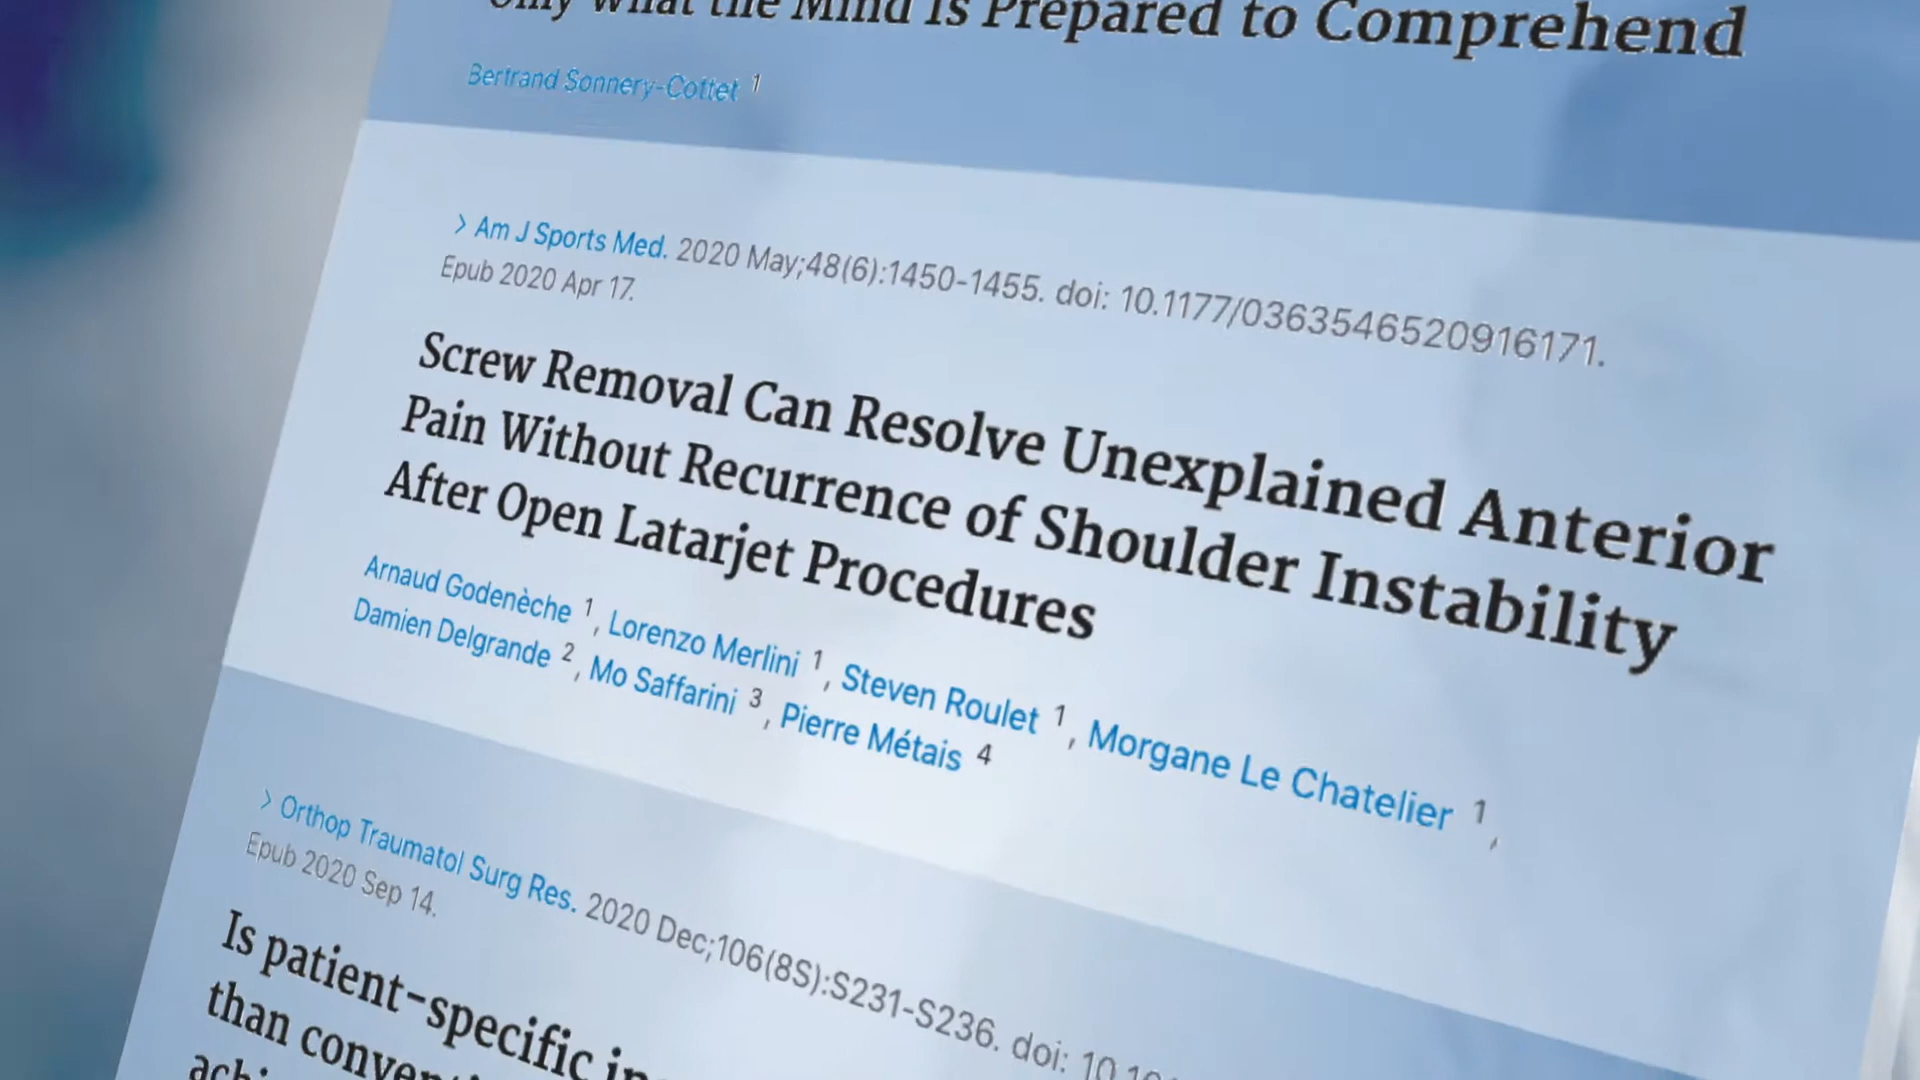 Only What the Mind Is Prepared to Comprehend
Bertrand Sonnery-Cottet 1
> Am J Sports Med. 2020 May;48(6):1450-1455. doi: 10.1177/0363546520916171.
Epub 2020 Apr 17.
Screw Removal Can Resolve Unexplained Anterior
Pain Without Recurrence of Shoulder Instability
After Open Latarjet Procedures
Arnaud Godenèche 1, Lorenzo Merlini 1, Steven Roulet 1, Morgane Le Chatelier 1,
Damien Delgrande 2, Mo Saffarini 3, Pierre Métais 4
> Orthop Traumatol Surg Res. 2020 Dec;106(8S):S231-S236. doi:
Epub 2020 Sep 14.
Is patient-specific
than